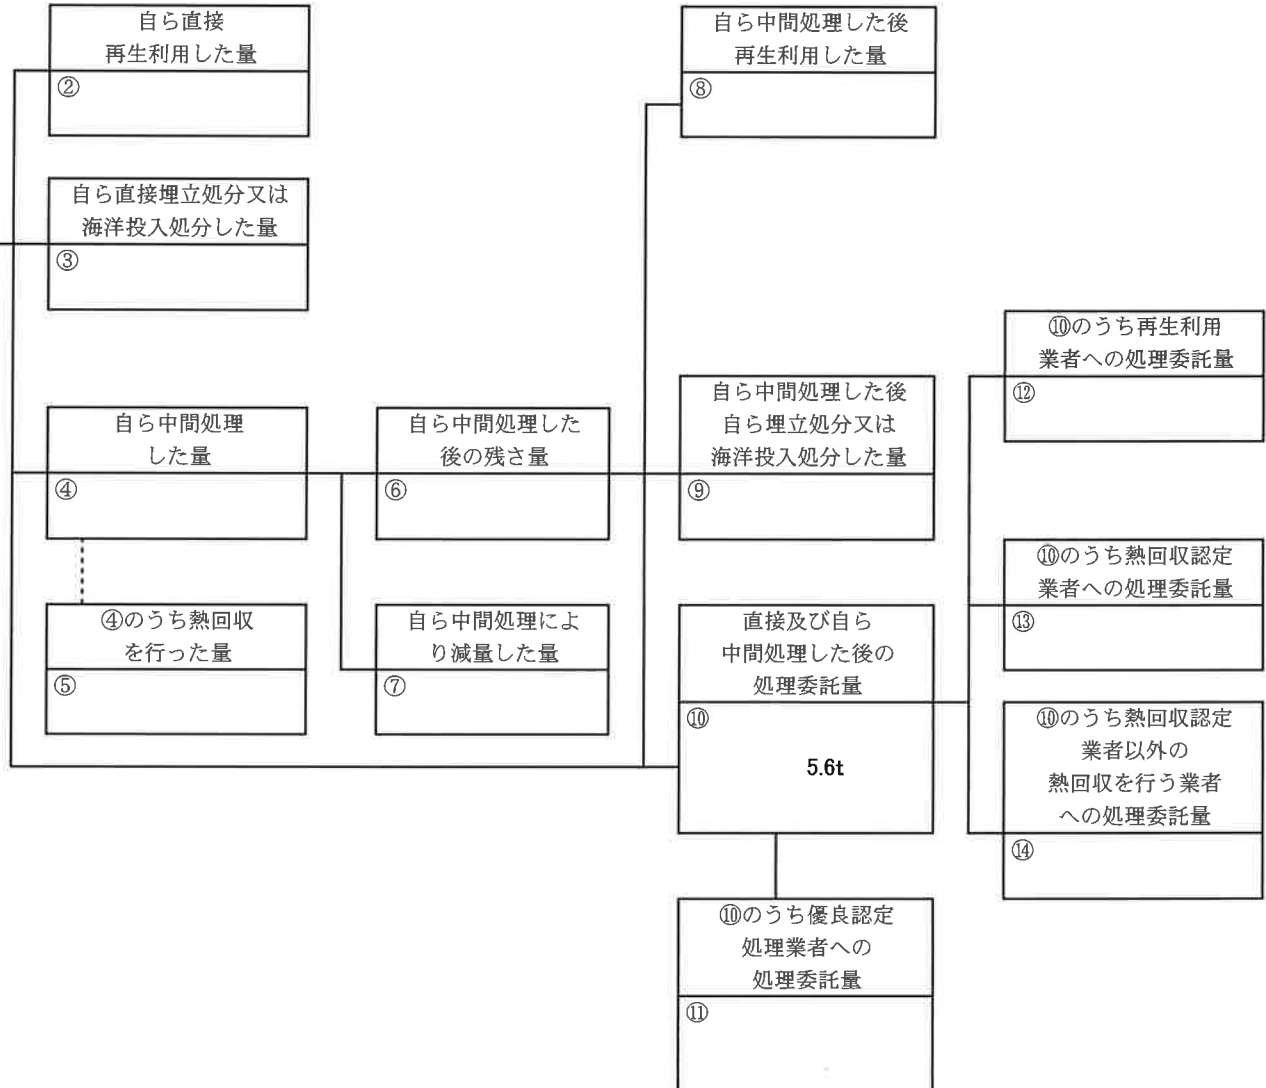 自ら直接
再生利用した量
②
自ら中間処理した後
再生利用した量
⑧
自ら直接埋立処分又は
海洋投入処分した量
③
自ら中間処理
した量
④
自ら中間処理した
後の残さ量
⑥
自ら中間処理した後
自ら埋立処分又は
海洋投入処分した量
⑨
⑩のうち再生利用
業者への処理委託量
⑫
④のうち熱回収
を行った量
⑤
自ら中間処理によ
り減量した量
⑦
直接及び自ら
中間処理した後の
処理委託量
⑩
5.6t
⑩のうち熱回収認定
業者への処理委託量
⑬
⑩のうち熱回収認定
業者以外の
熱回収を行う業者
への処理委託量
⑭
⑩のうち優良認定
処理業者への
処理委託量
⑪